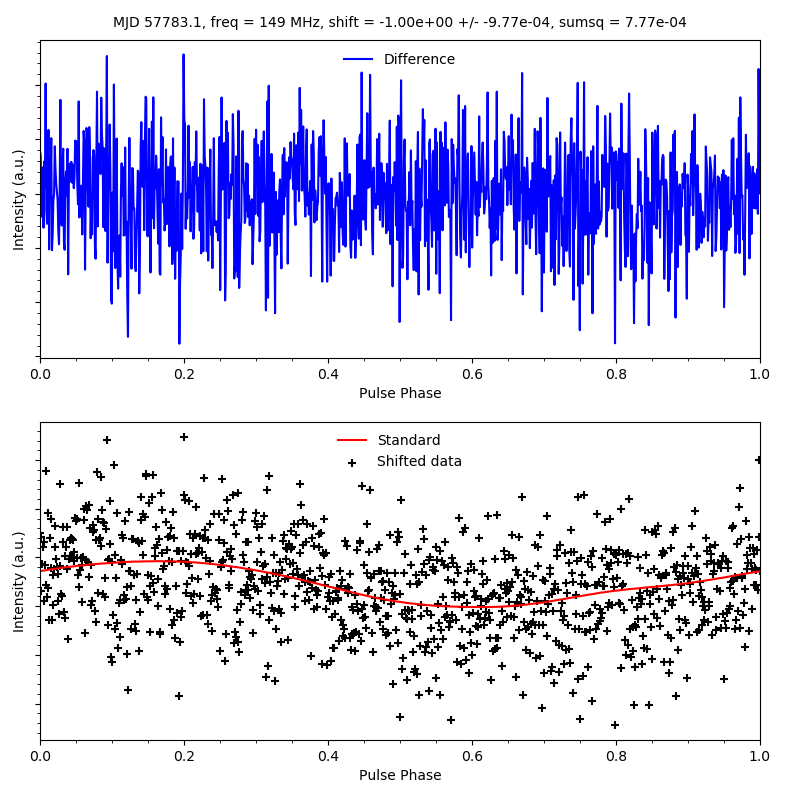 MJD 57783.1, freq = 149 MHz, shift = -1.00e+00 +/- -9.77e-04, sumsq = 7.77e-04
Difference
Intensity (a.u.)
0.0 0.2 0.4 0.6 0.8 1.0
Pulse Phase
Standard
Shifted data
Intensity (a.u.)
0.0 0.2 0.4 0.6 0.8 1.0
Pulse Phase